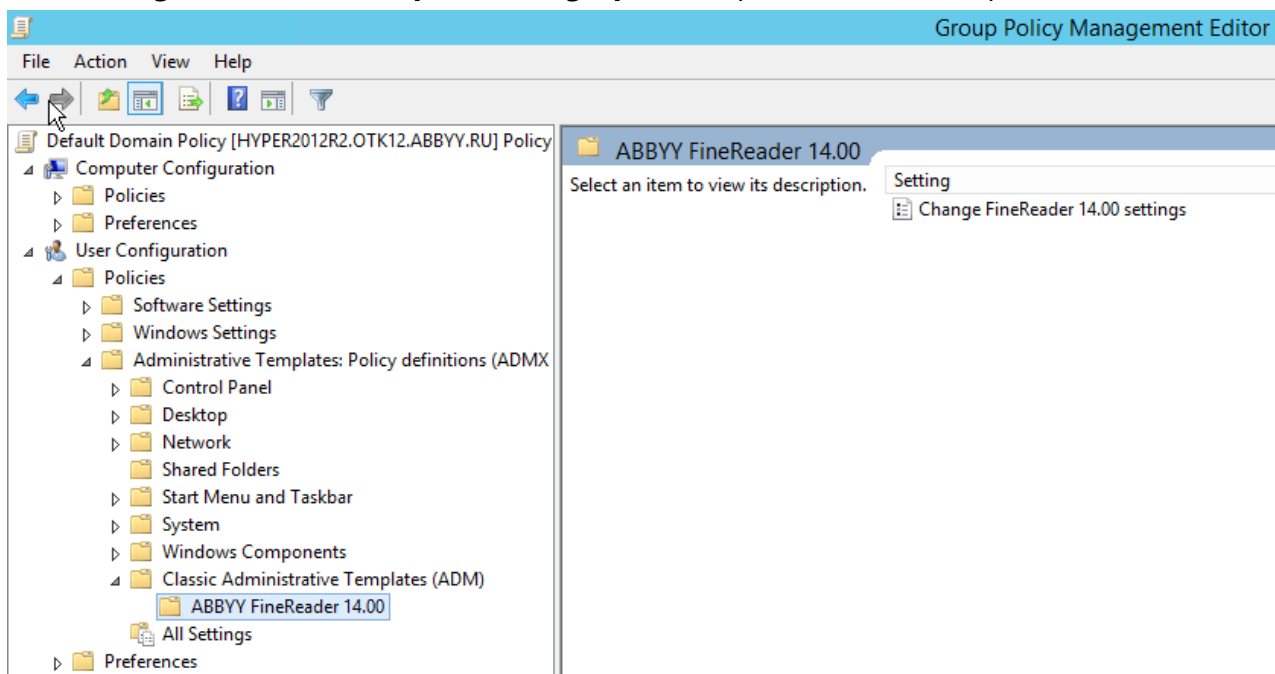 Group Policy Management Editor
File Action View Help
Default Domain Policy [HYPER2012R2.OTK12.ABBYY.RU] Policy
Computer Configuration
Policies
Preferences
User Configuration
Policies
Software Settings
Windows Settings
Administrative Templates: Policy definitions (ADMX
Control Panel
Desktop
Network
Shared Folders
Start Menu and Taskbar
System
Windows Components
Classic Administrative Templates (ADM)
ABBYY FineReader 14.00
All Settings
Preferences
ABBYY FineReader 14.00
Select an item to view its description.
Setting
Change FineReader 14.00 settings